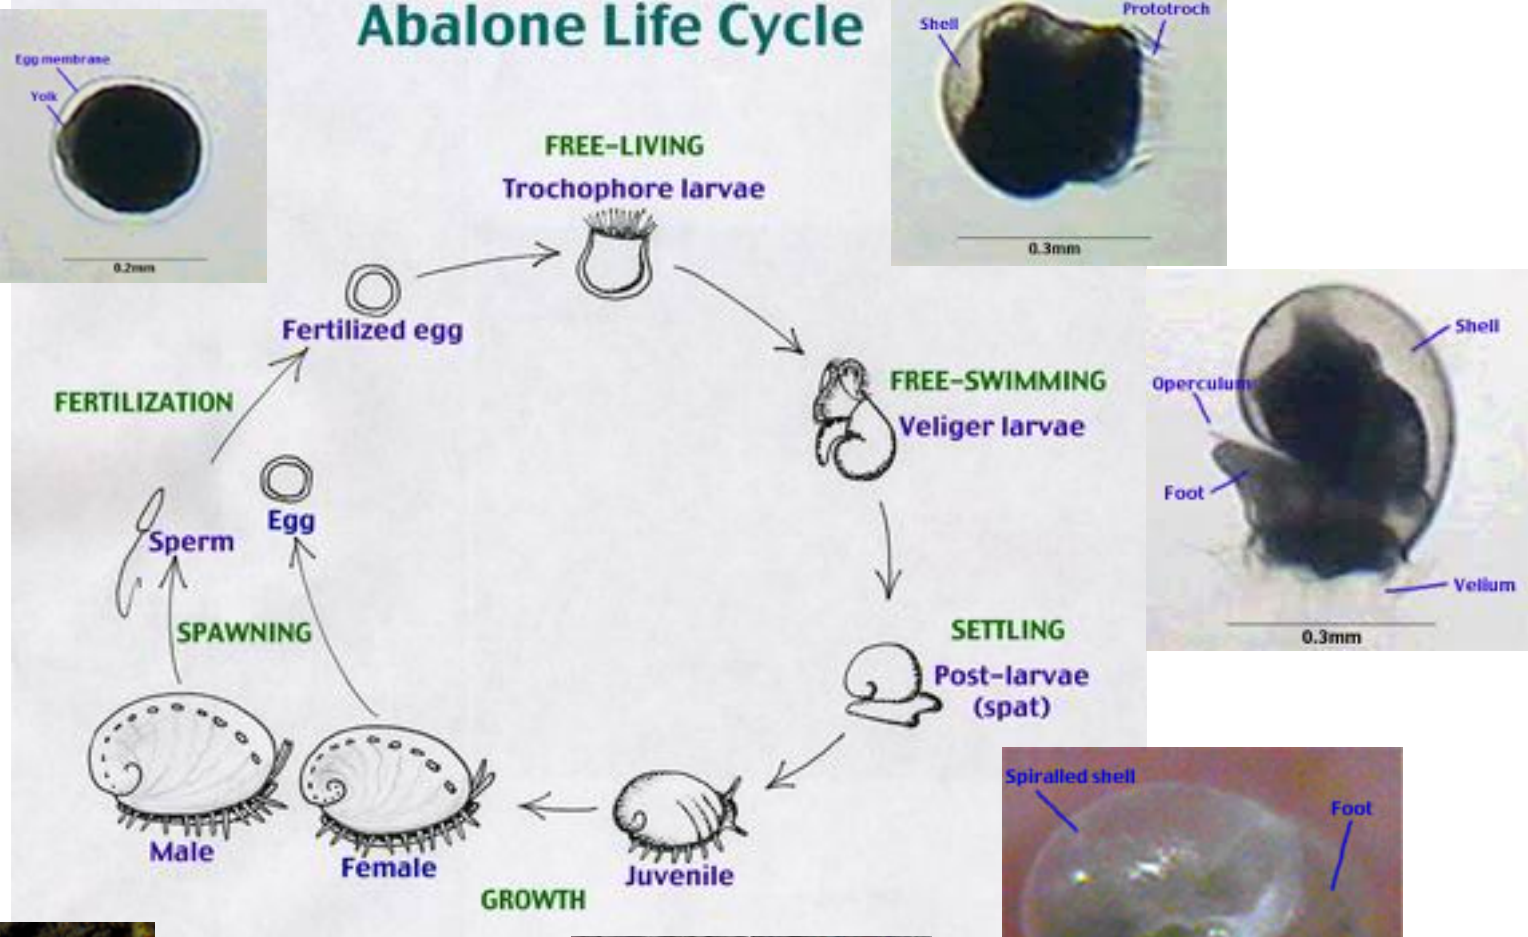 Abalone Life Cycle
Egg membrane
Yolk
0.2mm
Shell
Prototroch
0.3mm
FREE-LIVING
Trochophore larvae
Fertilized egg
FERTILIZATION
FREE-SWIMMING
Veliger larvae
Shell
Operculum
Foot
Vellum
0.3mm
Egg
Sperm
SPAWNING
SETTLING
Post-larvae
(spat)
Spiralled shell
Foot
Male
Female
Juvenile
GROWTH